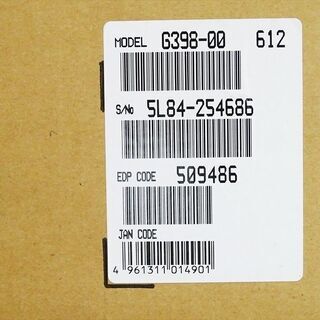 MODEL G398-00 612
S/No 5L84-254686
EDP CODE 509486
JAN CODE
4 961311 014901